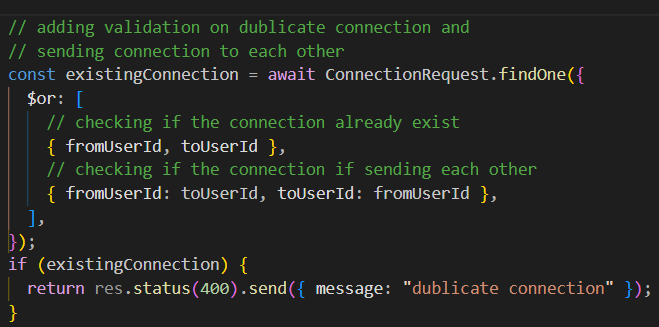 // adding validation on dublicate connection and
// sending connection to each other
const existingConnection = await ConnectionRequest.findOne({
  $or: [
    // checking if the connection already exist
    { fromUserId, toUserId },
    // checking if the connection if sending each other
    { fromUserId: toUserId, toUserId: fromUserId },
  ],
});
if (existingConnection) {
  return res.status(400).send({ message: "dublicate connection" });
}